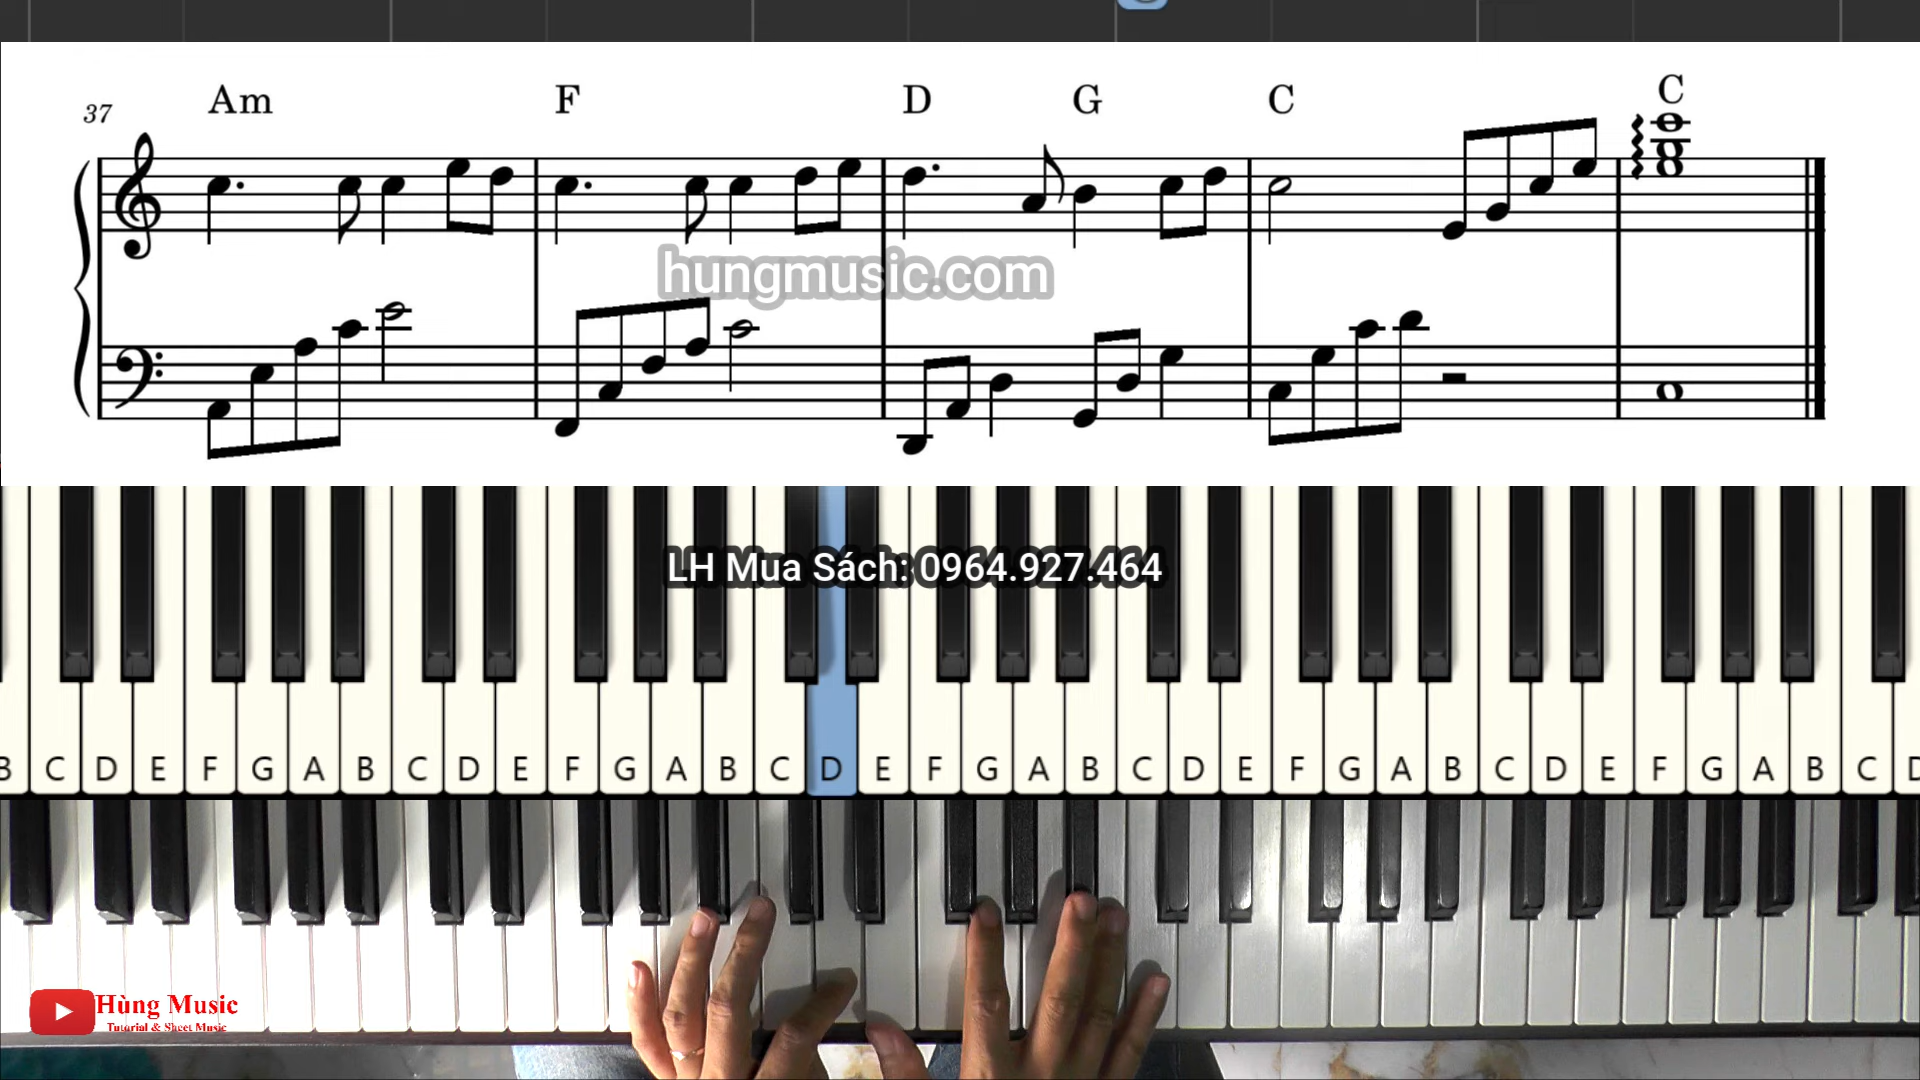 37 Am F D G C C
hungmusic.com
LH Mua Sách: 0964.927.464
B C D E F G A B C D E F G A B C D E F G A B C D E F G A B C D E F G A B C D
Hùng Music
Tutorial & Sheet Music